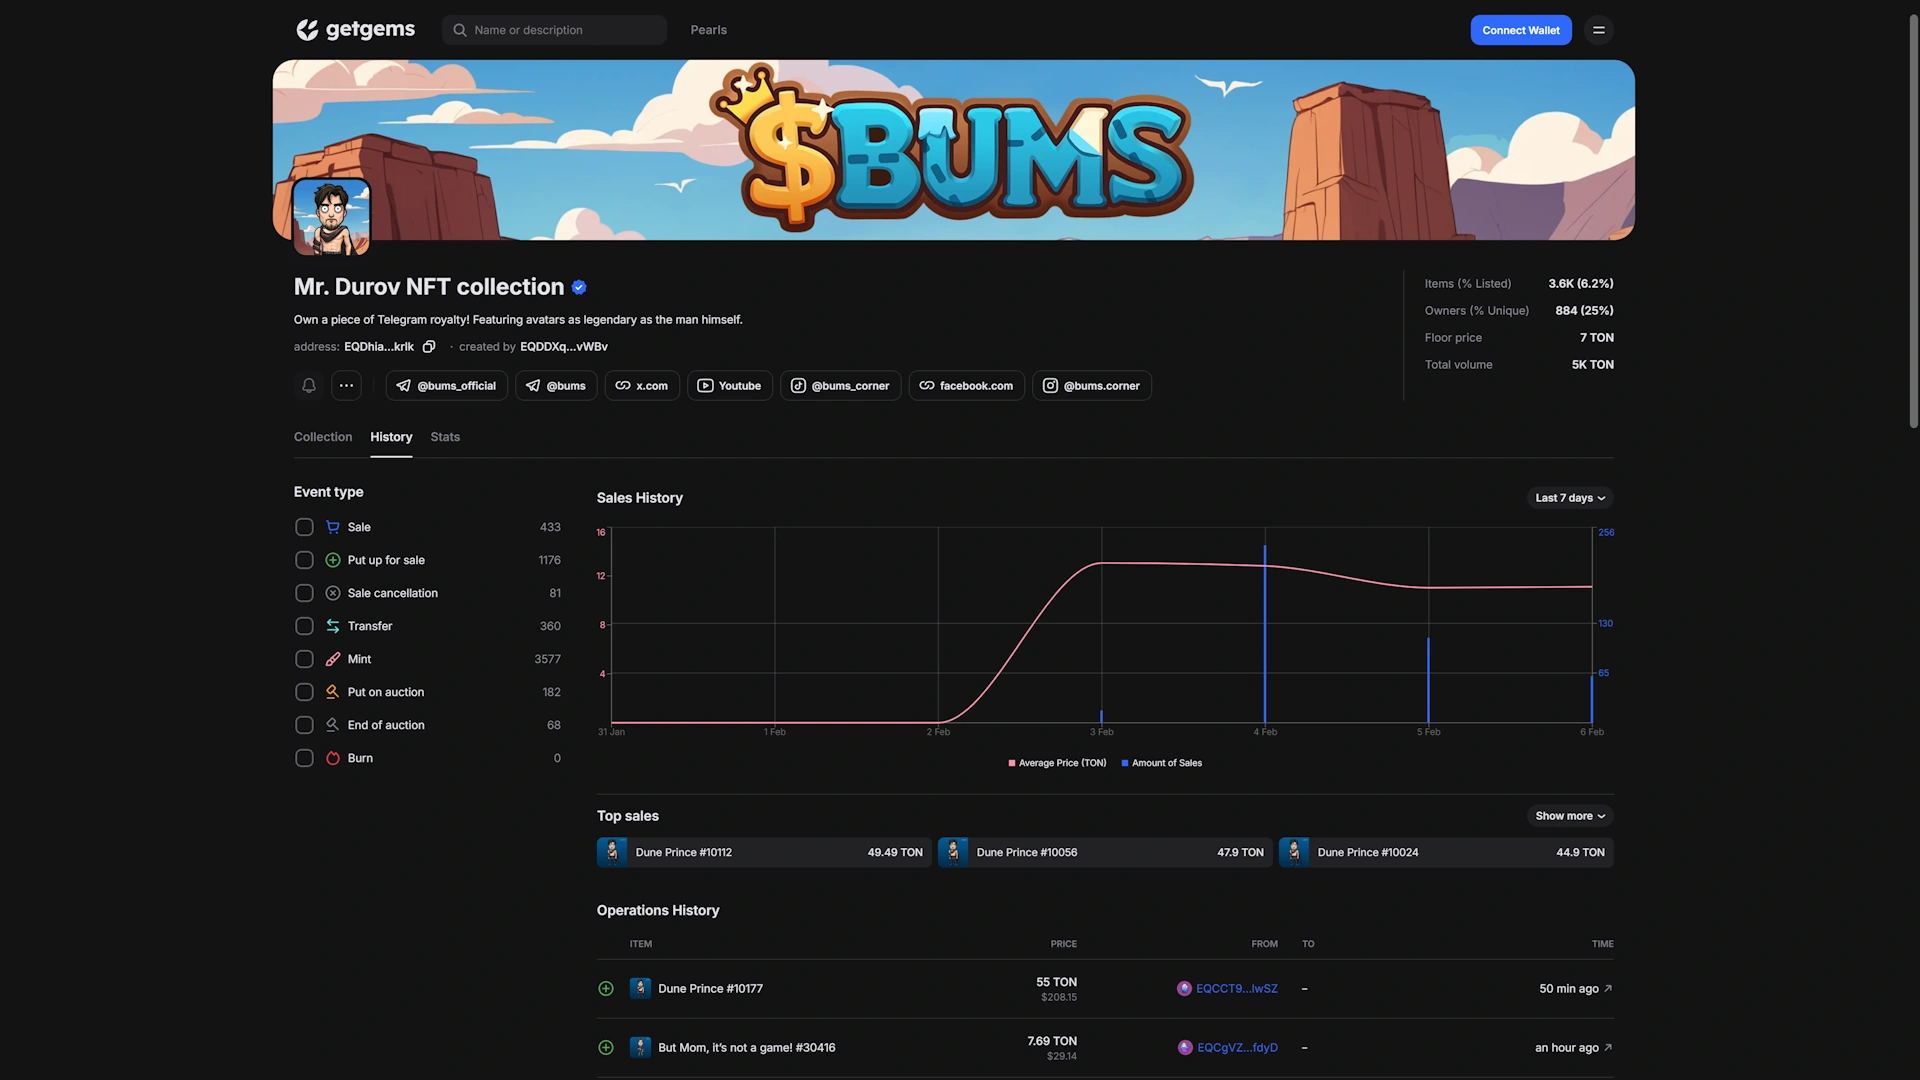 getgems
Name or description
Pearls
Connect Wallet
$BUMS
Mr. Durov NFT collection
Own a piece of Telegram royalty! Featuring avatars as legendary as the man himself.
address: EQDhia...krlk · created by EQDDXq...vWBv
@bums_official
@bums
x.com
Youtube
@bums_corner
facebook.com
@bums.corner
Items (% Listed) 3.6K (6.2%)
Owners (% Unique) 884 (25%)
Floor price 7 TON
Total volume 5K TON
Collection History Stats
Event type
Sale 433
Put up for sale 1176
Sale cancellation 81
Transfer 360
Mint 3577
Put on auction 182
End of auction 68
Burn 0
Sales History
Last 7 days
16
12
8
4
256
130
65
31 Jan 1 Feb 2 Feb 3 Feb 4 Feb 5 Feb 6 Feb
Average Price (TON) Amount of Sales
Top sales
Show more
Dune Prince #10112 49.49 TON
Dune Prince #10056 47.9 TON
Dune Prince #10024 44.9 TON
Operations History
ITEM PRICE FROM TO TIME
Dune Prince #10177 55 TON EQCCT9...lwSZ – 50 min ago
$208.15
But Mom, it's not a game! #30416 7.69 TON EQCgVZ...fdyD – an hour ago
$29.14